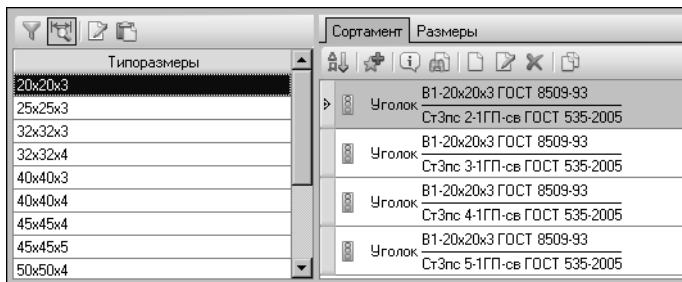 Сортамент Размеры
Типоразмеры
20x20x3
25x25x3
32x32x3
32x32x4
40x40x3
40x40x4
45x45x4
45x45x5
50x50x4
В1-20x20x3 ГОСТ 8509-93
Уголок
Ст3пс 2-1ГП-св ГОСТ 535-2005
В1-20x20x3 ГОСТ 8509-93
Уголок
Ст3пс 3-1ГП-св ГОСТ 535-2005
В1-20x20x3 ГОСТ 8509-93
Уголок
Ст3пс 4-1ГП-св ГОСТ 535-2005
В1-20x20x3 ГОСТ 8509-93
Уголок
Ст3пс 5-1ГП-св ГОСТ 535-2005